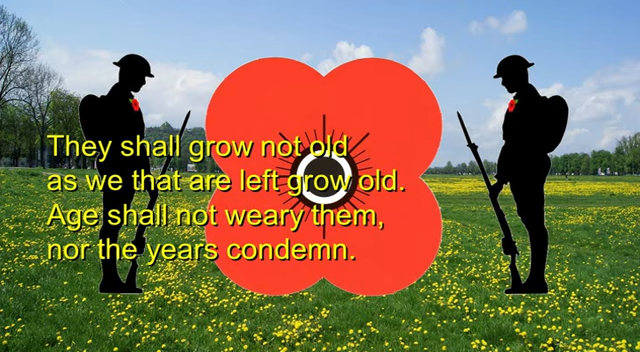 They shall grow not old
as we that are left grow old.
Age shall not weary them,
nor the years condemn.